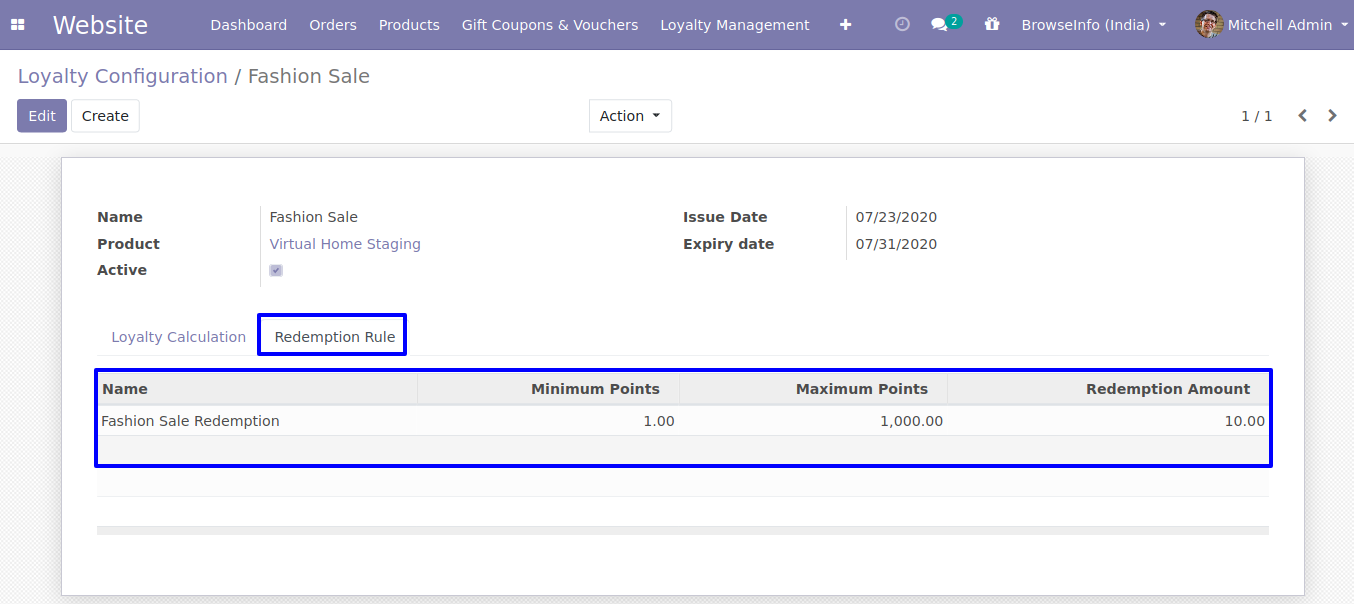 Website Dashboard Orders Products Gift Coupons & Vouchers Loyalty Management 2 BrowseInfo (India) Mitchell Admin
Loyalty Configuration / Fashion Sale
Edit Create Action 1 / 1
Name Fashion Sale Issue Date 07/23/2020
Product Virtual Home Staging Expiry date 07/31/2020
Active
Loyalty Calculation Redemption Rule
Name Minimum Points Maximum Points Redemption Amount
Fashion Sale Redemption 1.00 1,000.00 10.00